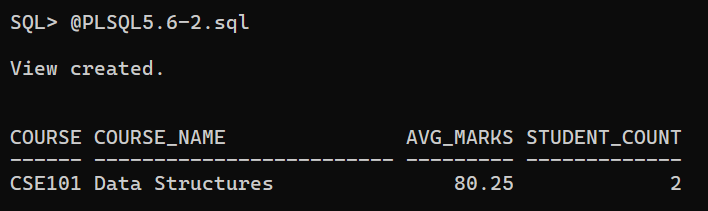 SQL> @PLSQL5.6-2.sql
View created.
COURSE COURSE_NAME               AVG_MARKS STUDENT_COUNT
------ ------------------------- --------- -------------
CSE101 Data Structures               80.25             2